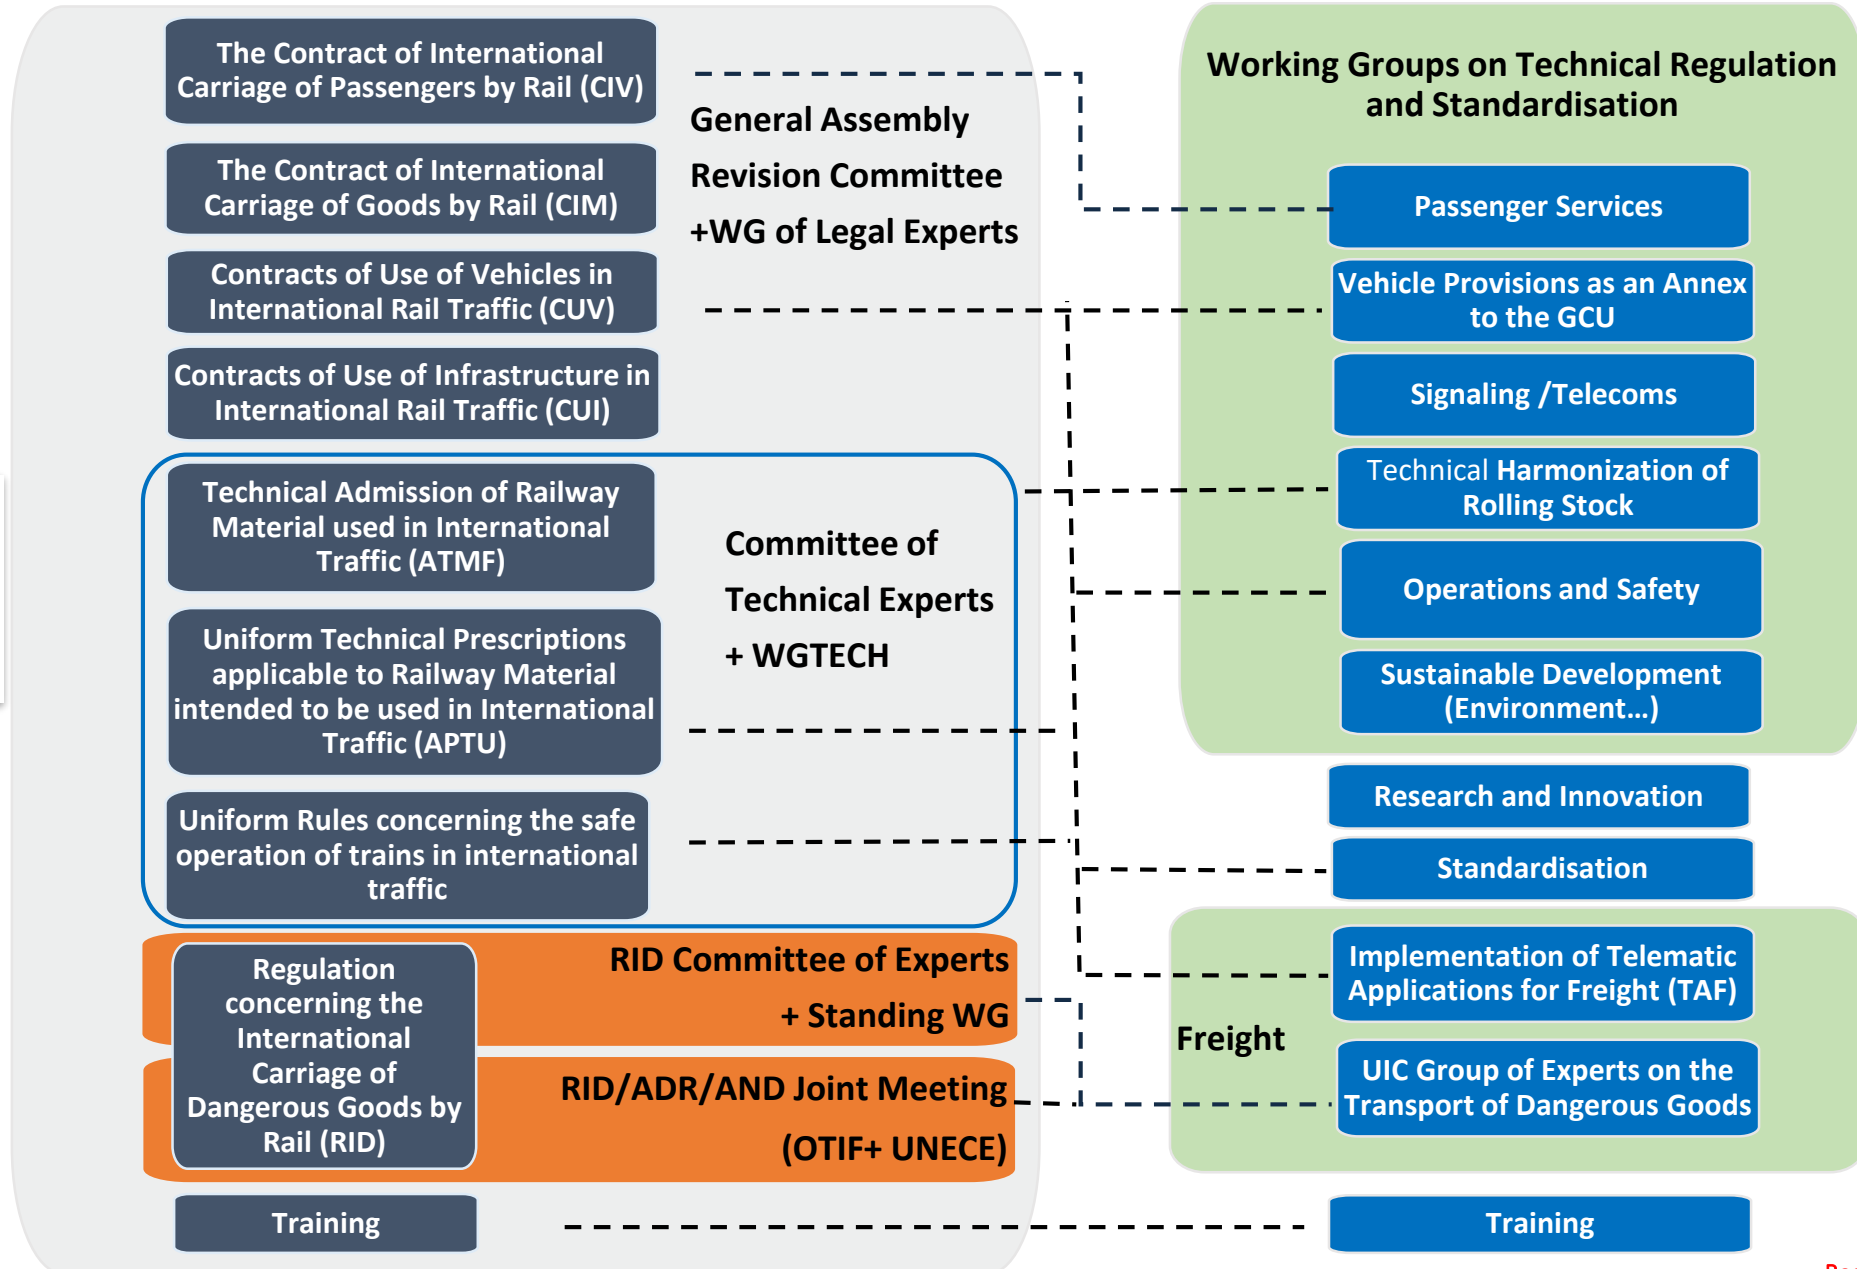 The Contract of International
Carriage of Passengers by Rail (CIV)
The Contract of International
Carriage of Goods by Rail (CIM)
Contracts of Use of Vehicles in
International Rail Traffic (CUV)
Contracts of Use of Infrastructure in
International Rail Traffic (CUI)
General Assembly
Revision Committee
+WG of Legal Experts
Technical Admission of Railway
Material used in International
Traffic (ATMF)
Uniform Technical Prescriptions
applicable to Railway Material
intended to be used in International
Traffic (APTU)
Uniform Rules concerning the safe
operation of trains in international
traffic
Committee of
Technical Experts
+ WGTECH
Regulation
concerning the
International
Carriage of
Dangerous Goods by
Rail (RID)
RID Committee of Experts
+ Standing WG
RID/ADR/AND Joint Meeting
(OTIF+ UNECE)
Training
Working Groups on Technical Regulation
and Standardisation
Passenger Services
Vehicle Provisions as an Annex
to the GCU
Signaling /Telecoms
Technical Harmonization of
Rolling Stock
Operations and Safety
Sustainable Development
(Environment...)
Research and Innovation
Standardisation
Freight
Implementation of Telematic
Applications for Freight (TAF)
UIC Group of Experts on the
Transport of Dangerous Goods
Training